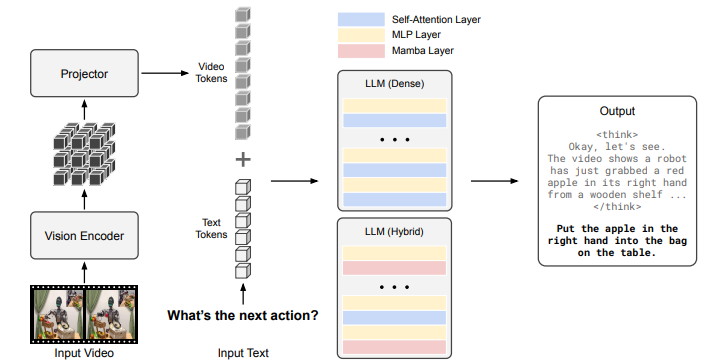 Self-Attention Layer
MLP Layer
Mamba Layer
Projector
Video
Tokens
Vision Encoder
Input Video
+
Text
Tokens
What's the next action?
Input Text
LLM (Dense)
• • •
LLM (Hybrid)
• • •
Output
<think>
Okay, let's see.
The video shows a robot
has just grabbed a red
apple in its right hand
from a wooden shelf ...
</think>
Put the apple in the
right hand into the bag
on the table.